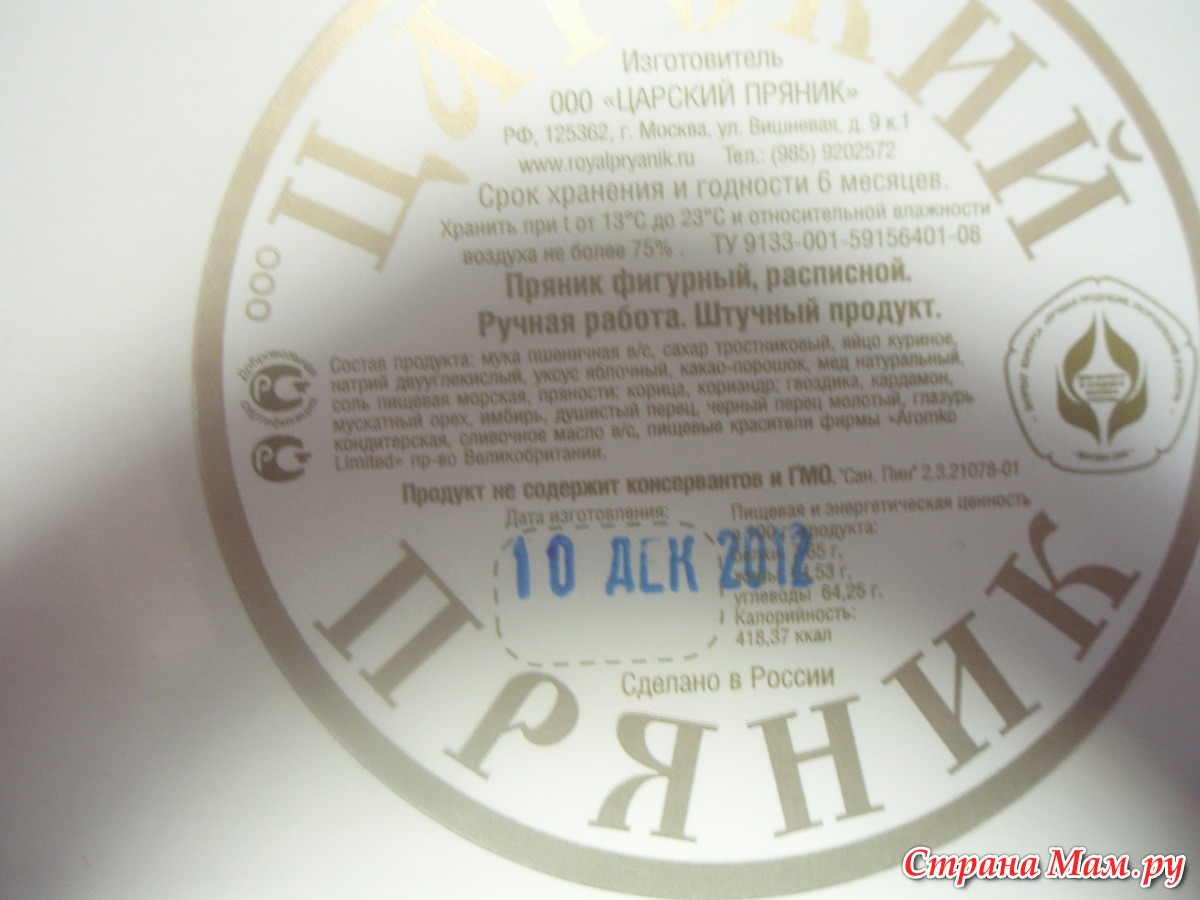 ООО ЦАРСКИЙ
Изготовитель
ООО «ЦАРСКИЙ ПРЯНИК»
РФ, 125362, г. Москва, ул. Вишневая, д. 9 к.1
www.royalpryanik.ru Тел.: (985) 9202572
Срок хранения и годности 6 месяцев.
Хранить при t от 13°С до 23°С и относительной влажности
воздуха не более 75% . ТУ 9133-001-59156401-08
Пряник фигурный, расписной.
Ручная работа. Штучный продукт.
Добровольная
сертификация
Состав продукта: мука пшеничная в/с, сахар тростниковый, яйцо куриное,
натрий двууглекислый, уксус яблочный, какао-порошок, мед натуральный,
соль пищевая морская, пряности: корица, кориандр; гвоздика, кардамон,
мускатный орех, имбирь, душистый перец, черный перец молотый, глазурь
кондитерская, сливочное масло в/с, пищевые красители фирмы «Aromko
Limited» пр-во Великобритании.
Продукт не содержит консервантов и ГМО. "Сан. Пин" 2.3.21078-01
Дата изготовления:
10 ДЕК 2012
Пищевая и энергетическая ценность
продукта:
углеводы 64,25 г.
Калорийность:
418,37 ккал
Сделано в России
ПРЯНИК
Страна Мам.ру